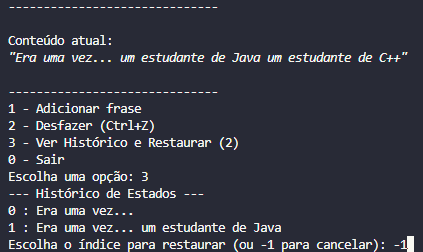 ------------------------------
Conteúdo atual:
"Era uma vez... um estudante de Java um estudante de C++"
------------------------------
1 - Adicionar frase
2 - Desfazer (Ctrl+Z)
3 - Ver Histórico e Restaurar (2)
0 - Sair
Escolha uma opção: 3
--- Histórico de Estados ---
0 : Era uma vez...
1 : Era uma vez... um estudante de Java
Escolha o índice para restaurar (ou -1 para cancelar): -1